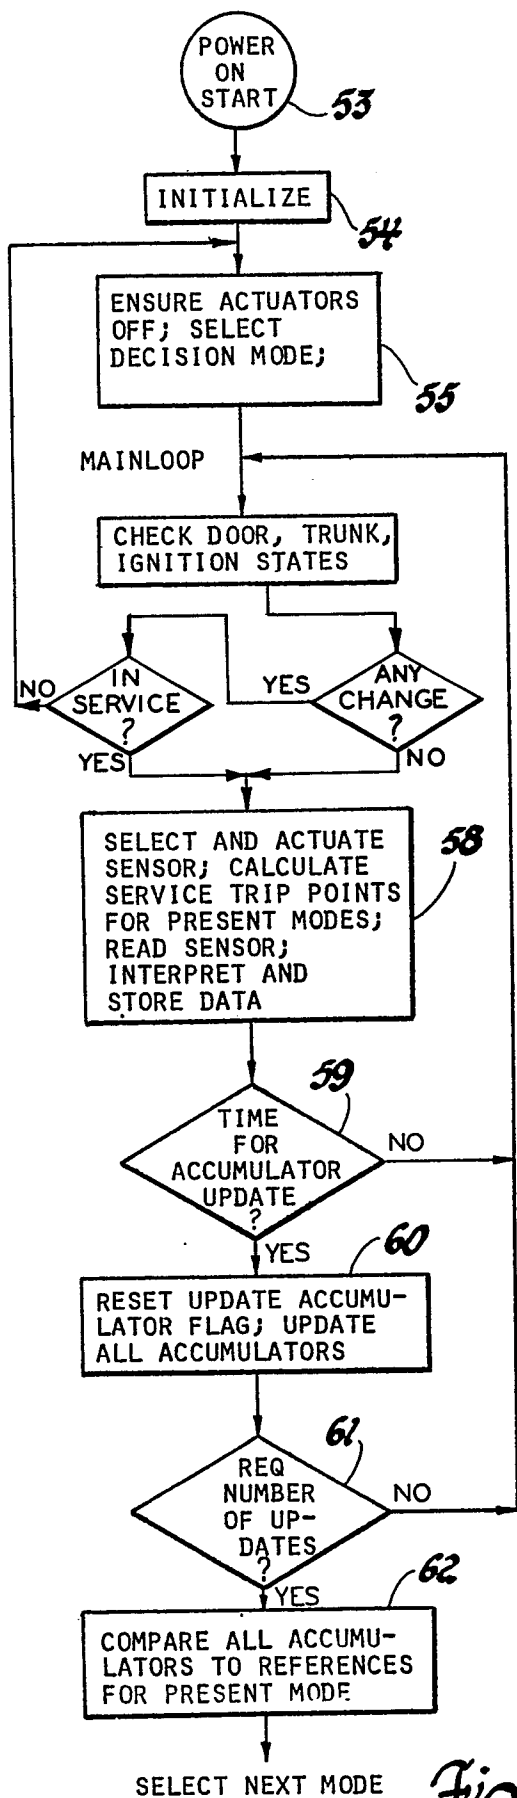 POWER
ON
START
53
INITIALIZE
54
ENSURE ACTUATORS
OFF; SELECT
DECISION MODE;
55
MAINLOOP
CHECK DOOR, TRUNK,
IGNITION STATES
IN
SERVICE
?
NO
YES
ANY
CHANGE
?
YES
NO
SELECT AND ACTUATE
SENSOR; CALCULATE
SERVICE TRIP POINTS
FOR PRESENT MODES;
READ SENSOR;
INTERPRET AND
STORE DATA
58
59
TIME
FOR
ACCUMULATOR
UPDATE
?
NO
YES
60
RESET UPDATE ACCUMU-
LATOR FLAG; UPDATE
ALL ACCUMULATORS
61
REQ
NUMBER
OF UP-
DATES
?
NO
YES
62
COMPARE ALL ACCUMU-
LATORS TO REFERENCES
FOR PRESENT MODE
SELECT NEXT MODE